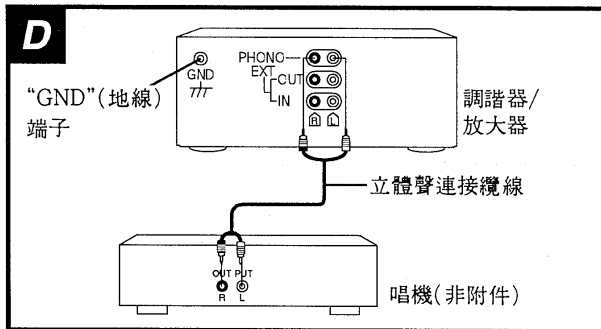 D
PHONO
EXT
OUT
IN
GND
R L
“GND”(地線)
端子
調諧器/
放大器
立體聲連接纜線
OUT PUT
R L
唱機(非附件)